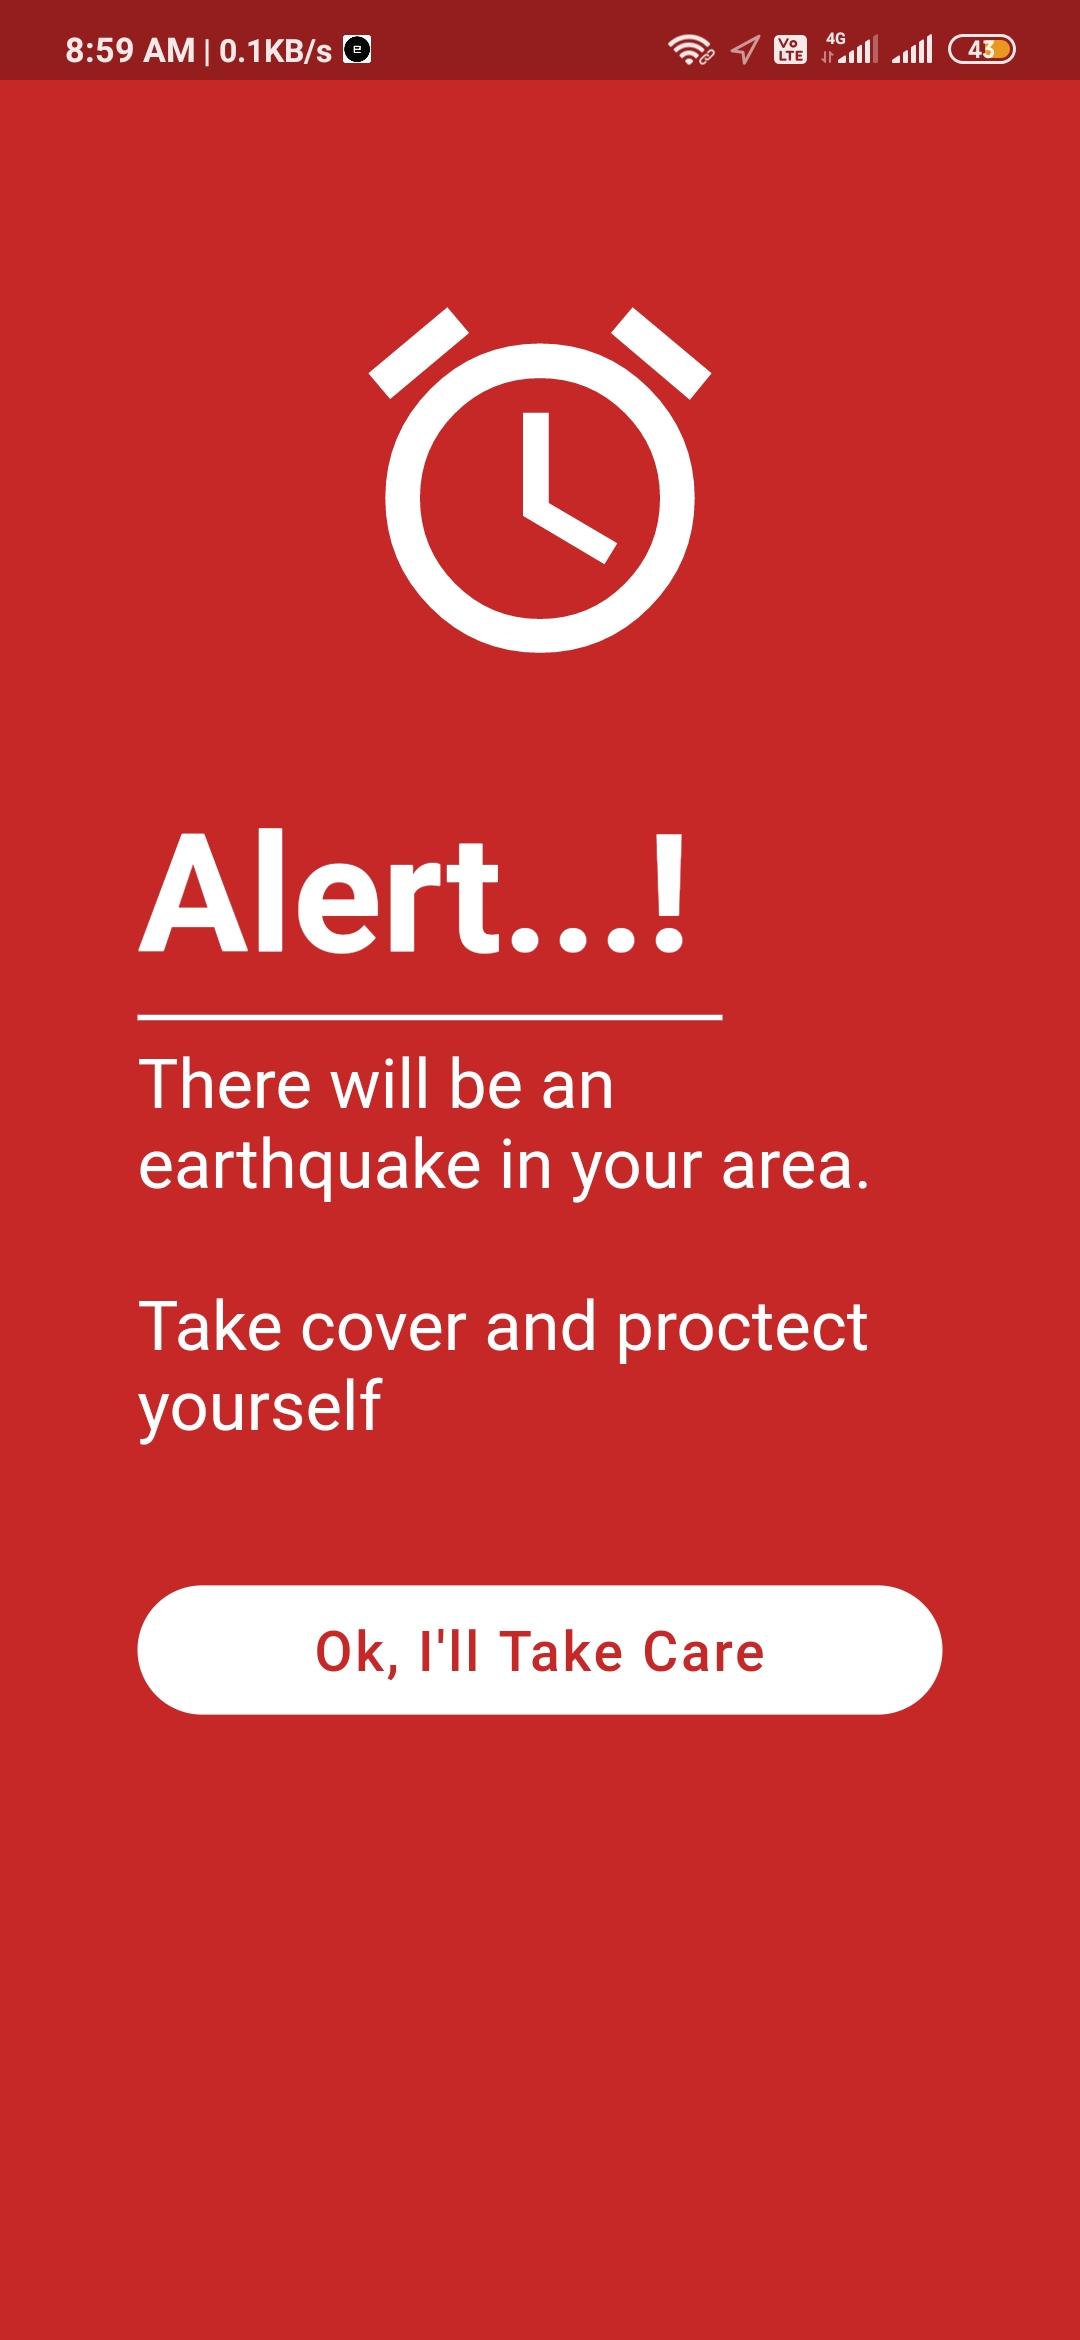 8:59 AM | 0.1KB/s e Vo LTE 4G 43
Alert...!
There will be an
earthquake in your area.
Take cover and proctect
yourself
Ok, I'll Take Care